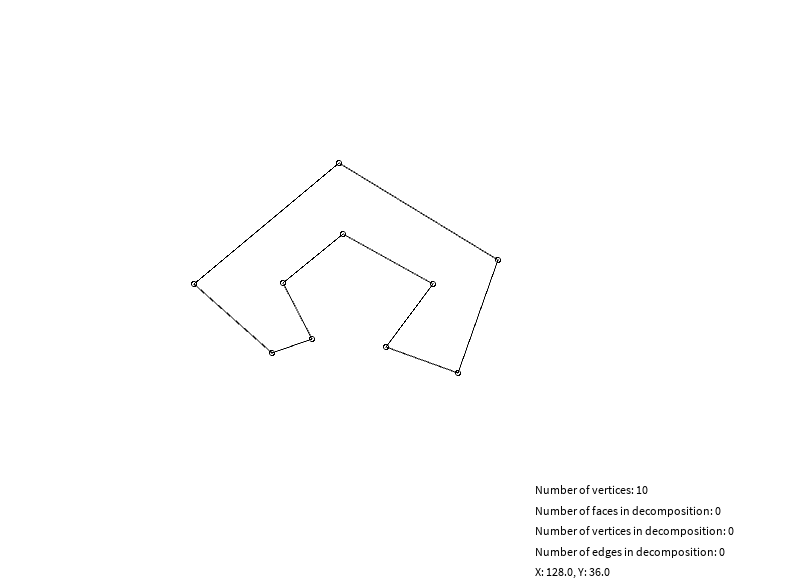 Number of vertices: 10
Number of faces in decomposition: 0
Number of vertices in decomposition: 0
Number of edges in decomposition: 0
X: 128.0, Y: 36.0